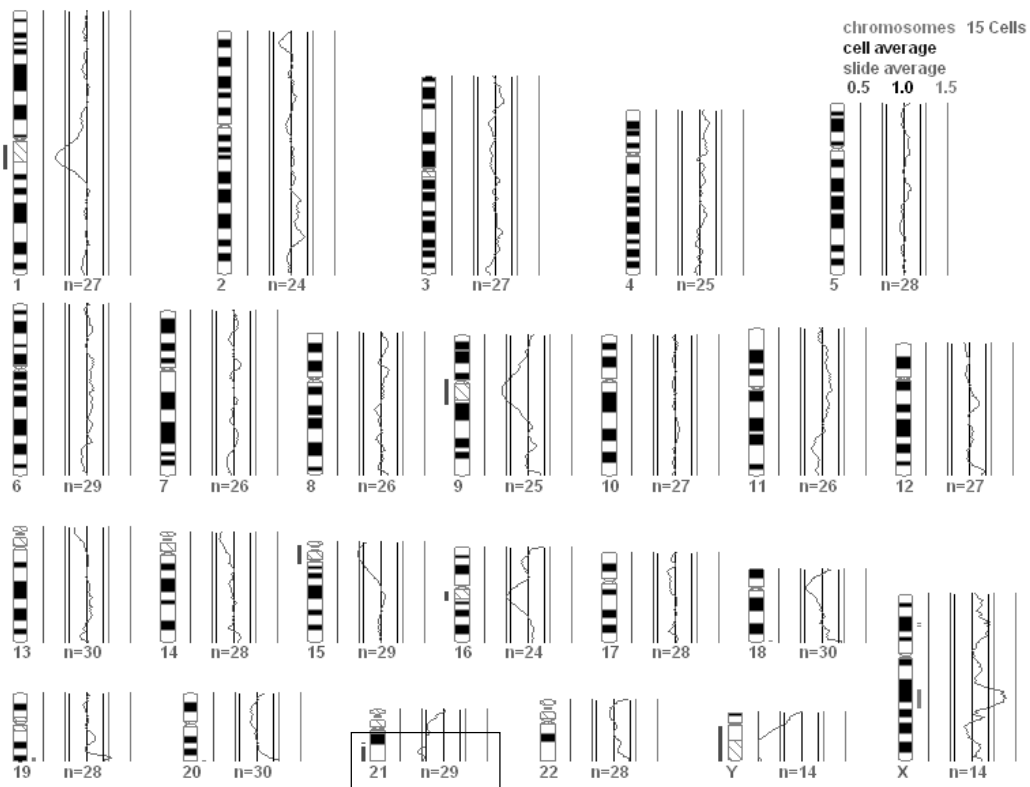 chromosomes 15 Cells
cell average
slide average
0.5 1.0 1.5
1 n=27
2 n=24
3 n=27
4 n=25
5 n=28
6 n=29
7 n=26
8 n=26
9 n=25
10 n=27
11 n=26
12 n=27
13 n=30
14 n=28
15 n=29
16 n=24
17 n=28
18 n=30
19 n=28
20 n=30
21 n=29
22 n=28
Y n=14
X n=14